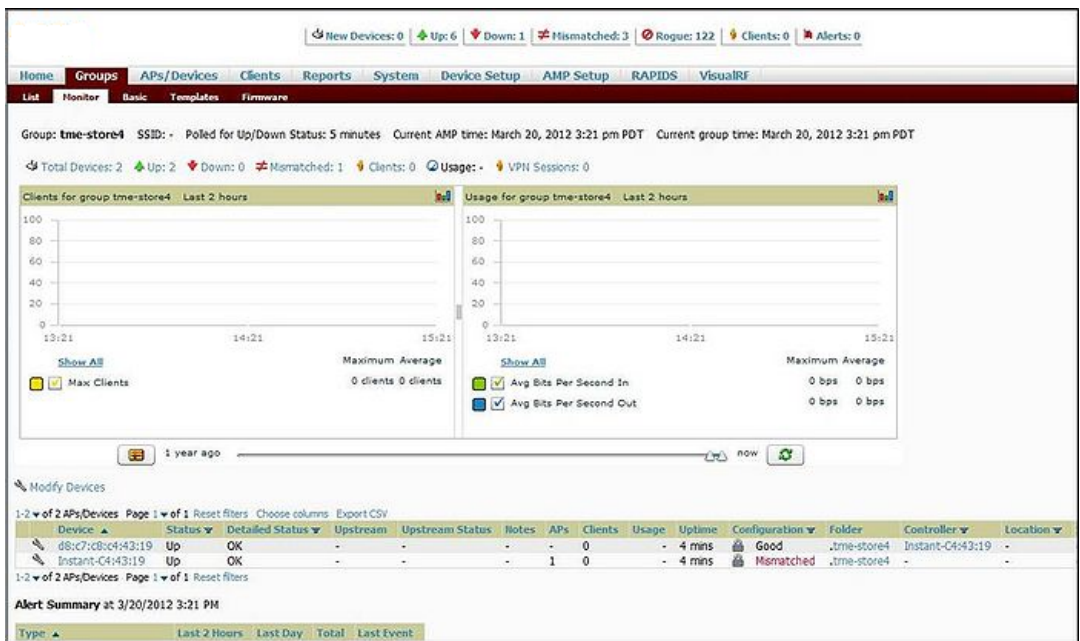 New Devices: 0 Up: 6 Down: 1 Mismatched: 3 Rogue: 122 Clients: 0 Alerts: 0
Home Groups APs/Devices Clients Reports System Device Setup AMP Setup RAPIDS VisualRF
List Monitor Basic Templates Firmware
Group: tme-store4 SSID: - Polled for Up/Down Status: 5 minutes Current AMP time: March 20, 2012 3:21 pm PDT Current group time: March 20, 2012 3:21 pm PDT
Total Devices: 2 Up: 2 Down: 0 Mismatched: 1 Clients: 0 Usage: - VPN Sessions: 0
Clients for group tme-store4 Last 2 hours
100
80
60
40
20
0
13:21 14:21 15:21
Show All Maximum Average
Max Clients 0 clients 0 clients
Usage for group tme-store4 Last 2 hours
100
80
60
40
20
0
13:21 14:21 15:21
Show All Maximum Average
Avg Bits Per Second In 0 bps 0 bps
Avg Bits Per Second Out 0 bps 0 bps
1 year ago now
Modify Devices
1-2 of 2 APs/Devices Page 1 of 1 Reset filters Choose columns Export CSV
Device Status Detailed Status Upstream Upstream Status Notes APs Clients Usage Uptime Configuration Folder Controller Location
d8:c7:c8:c4:43:19 Up OK - - - - 0 - 4 mins Good .tme-store4 Instant-C4:43:19 -
Instant-C4:43:19 Up OK - - - 1 0 - 4 mins Mismatched .tme-store4 - -
1-2 of 2 APs/Devices Page 1 of 1 Reset filters
Alert Summary at 3/20/2012 3:21 PM
Type Last 2 Hours Last Day Total Last Event